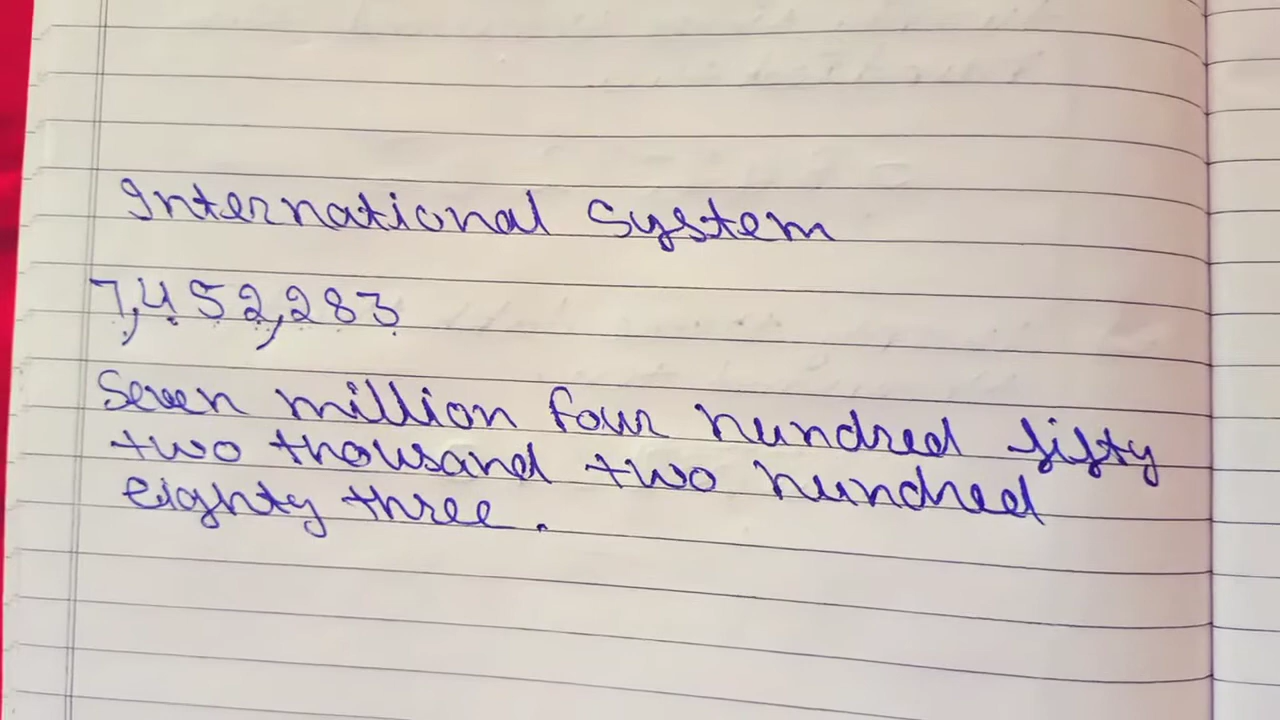 International System
7,452,283
Seven million four hundred fifty
two thousand two hundred
eighty three.